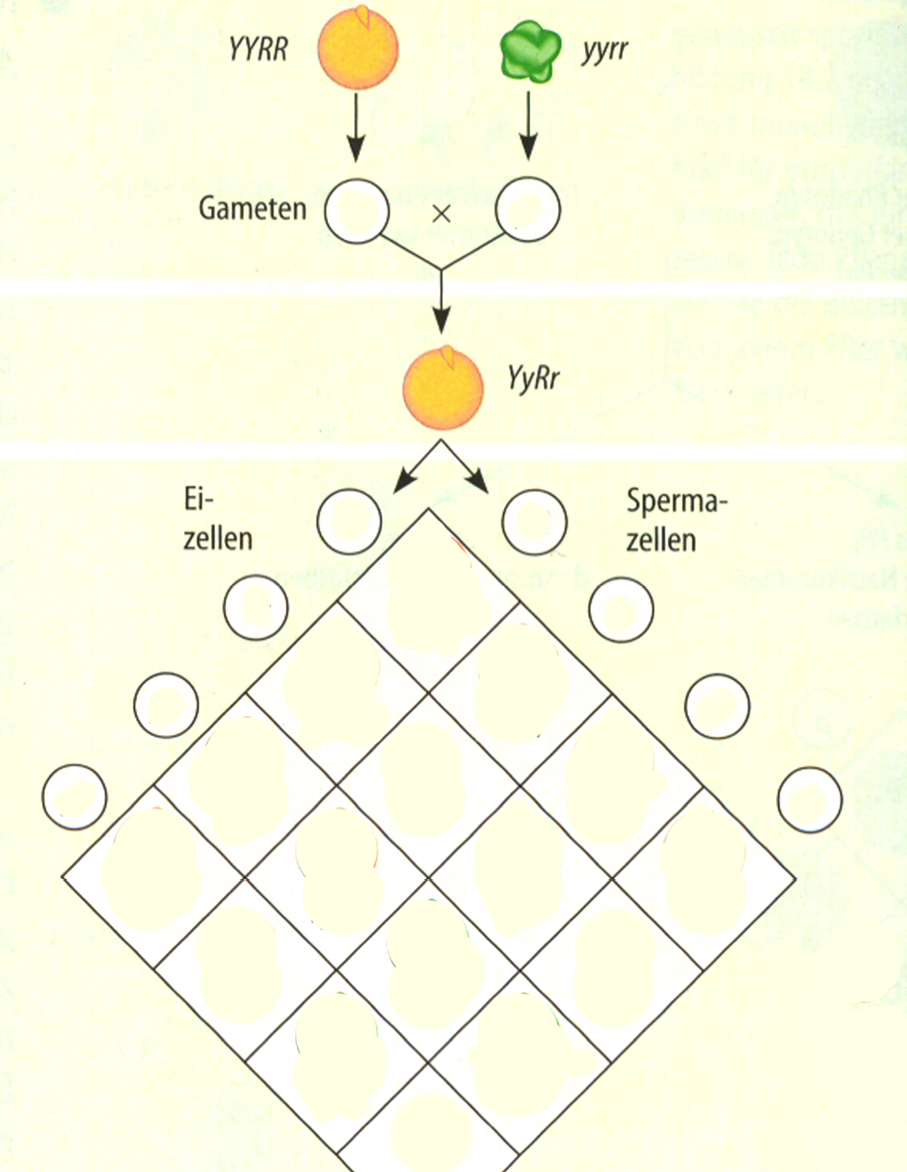 YYRR
yyrr
Gameten
×
YyRr
Ei-
zellen
Sperma-
zellen